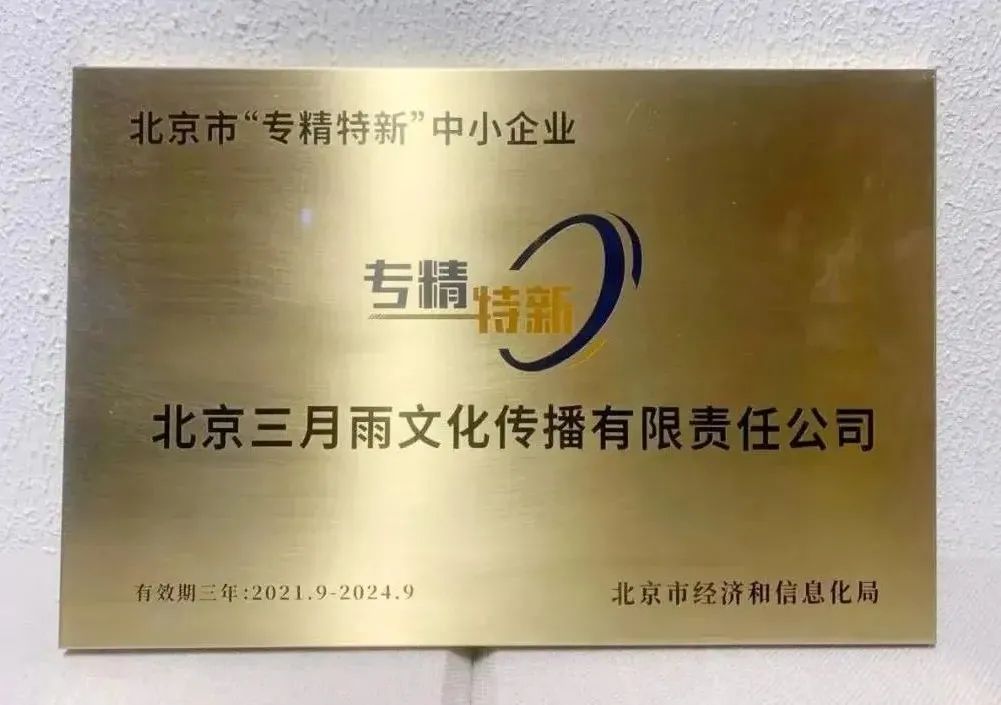 北京市“专精特新”中小企业
专精
特新
北京三月雨文化传播有限责任公司
有效期三年:2021.9-2024.9
北京市经济和信息化局